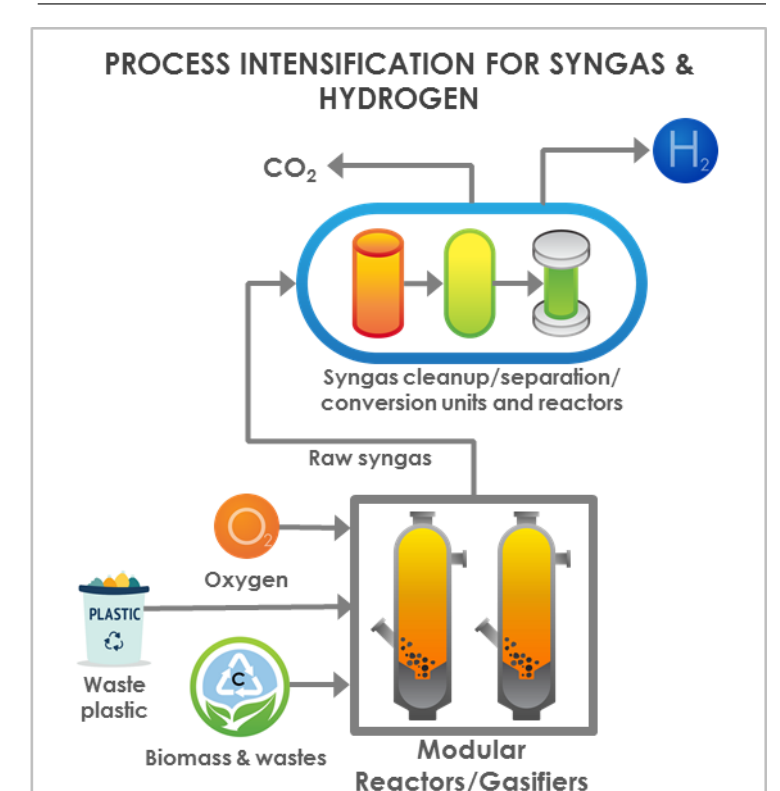 PROCESS INTENSIFICATION FOR SYNGAS &
HYDROGEN
CO₂
H₂
Syngas cleanup/separation/
conversion units and reactors
Raw syngas
O₂
Oxygen
PLASTIC
Waste
plastic
C
Biomass & wastes
Modular
Reactors/Gasifiers